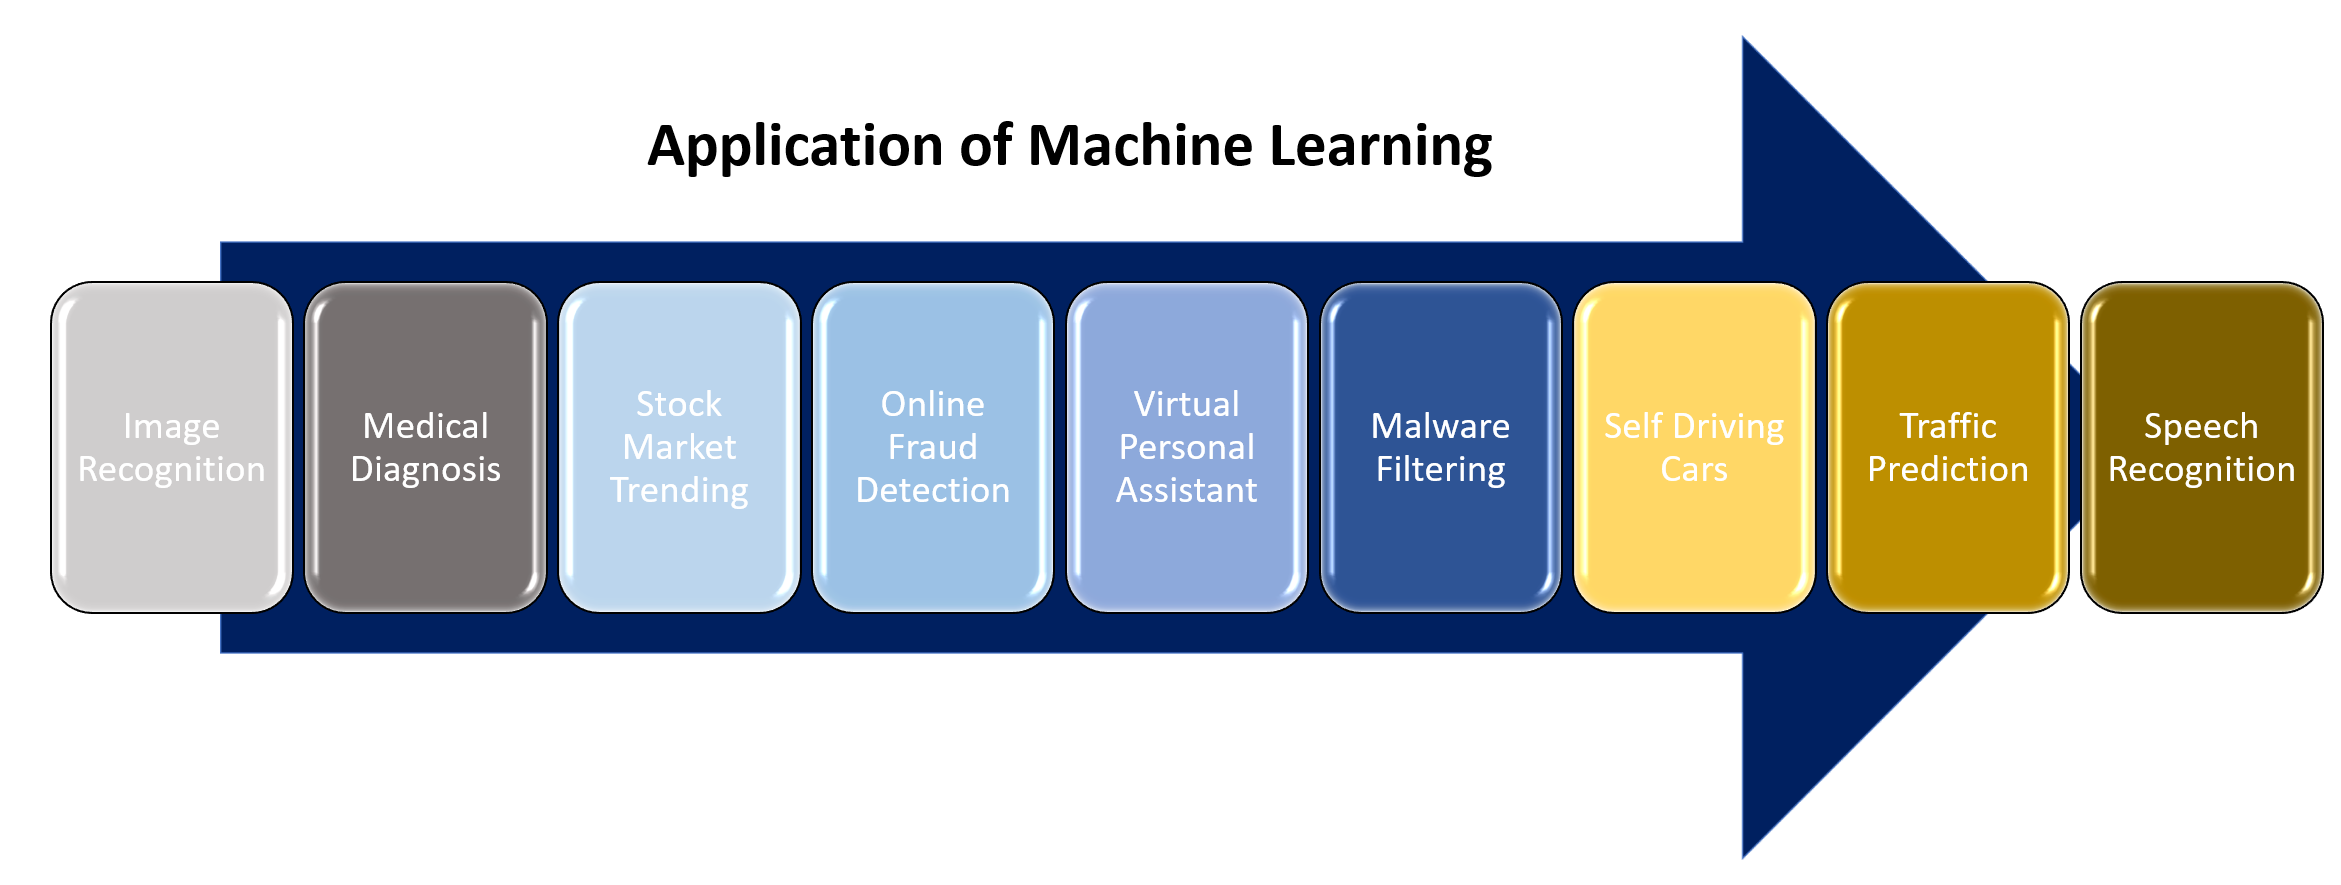 Application of Machine Learning
Image
Recognition
Medical
Diagnosis
Stock
Market
Trending
Online
Fraud
Detection
Virtual
Personal
Assistant
Malware
Filtering
Self Driving
Cars
Traffic
Prediction
Speech
Recognition